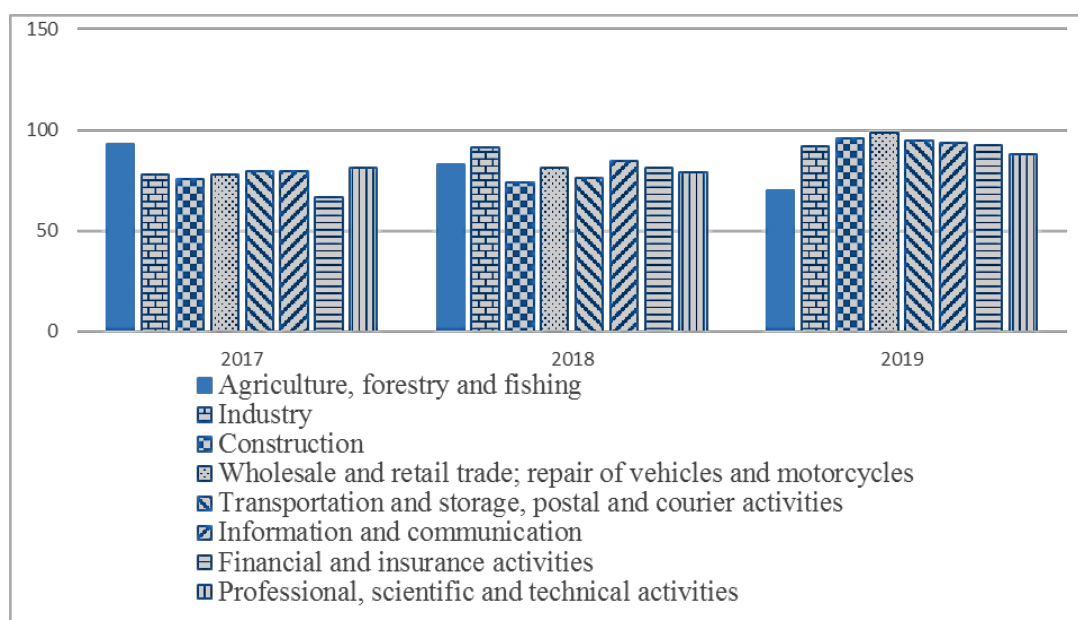 150
100
50
0
2017 2018 2019
Agriculture, forestry and fishing
Industry
Construction
Wholesale and retail trade; repair of vehicles and motorcycles
Transportation and storage, postal and courier activities
Information and communication
Financial and insurance activities
Professional, scientific and technical activities